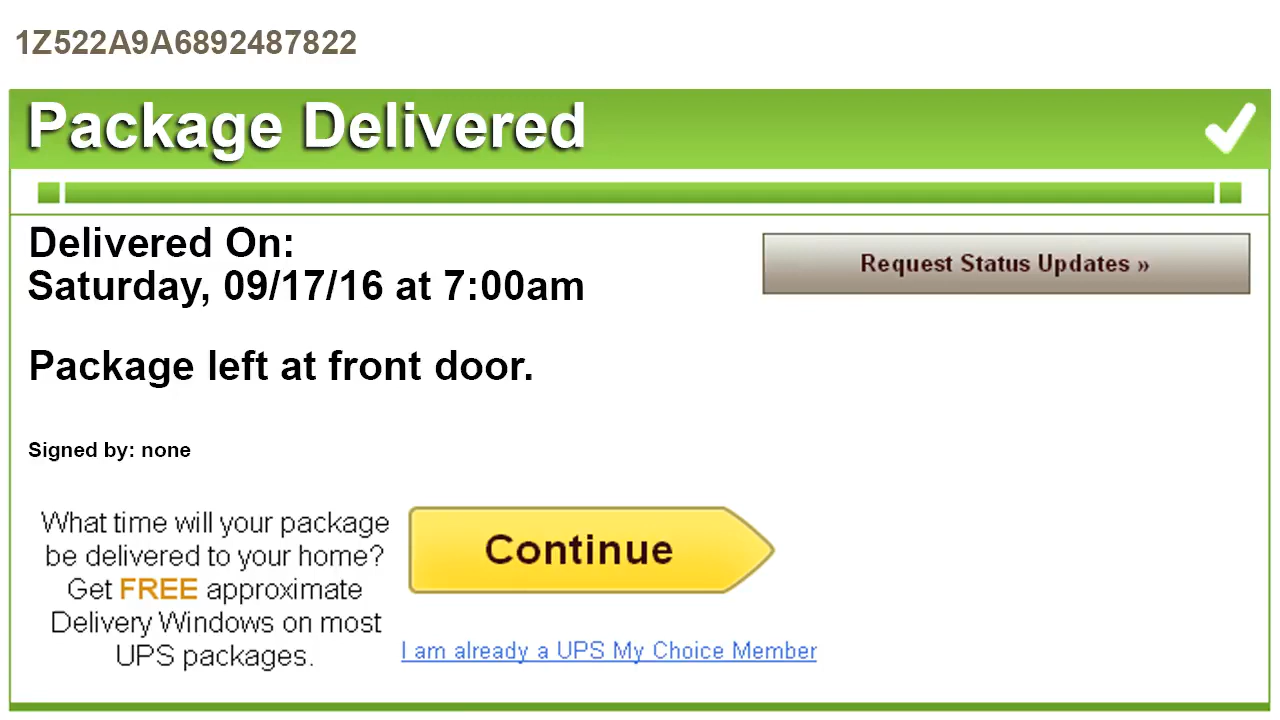 1Z522A9A6892487822
Package Delivered
Delivered On:
Saturday, 09/17/16 at 7:00am
Request Status Updates »
Package left at front door.
Signed by: none
What time will your package
be delivered to your home?
Get FREE approximate
Delivery Windows on most
UPS packages.
Continue
I am already a UPS My Choice Member